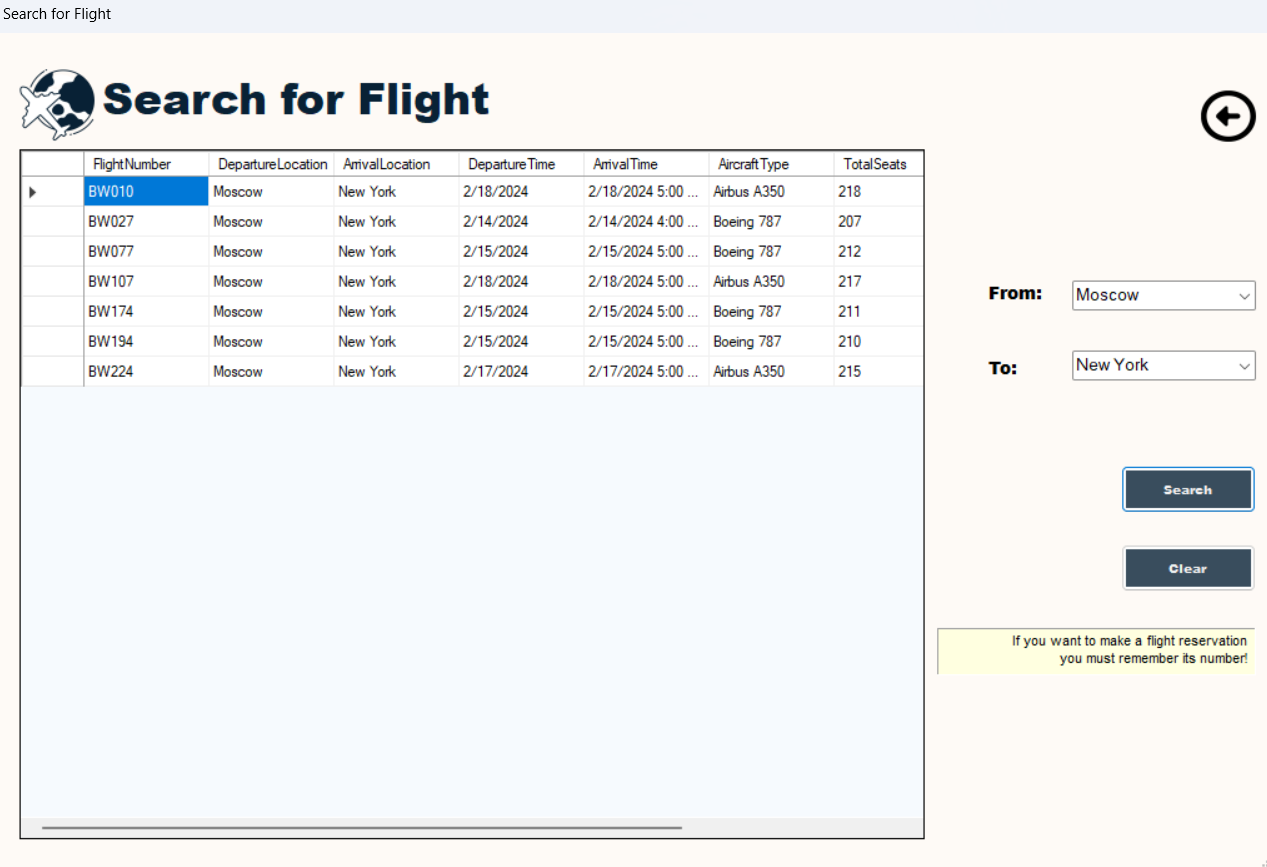 Search for Flight
Search for Flight
FlightNumber DepartureLocation ArrivalLocation DepartureTime ArrivalTime AircraftType TotalSeats
BW010 Moscow New York 2/18/2024 2/18/2024 5:00 ... Airbus A350 218
BW027 Moscow New York 2/14/2024 2/14/2024 4:00 ... Boeing 787 207
BW077 Moscow New York 2/15/2024 2/15/2024 5:00 ... Boeing 787 212
BW107 Moscow New York 2/18/2024 2/18/2024 5:00 ... Airbus A350 217
BW174 Moscow New York 2/15/2024 2/15/2024 5:00 ... Boeing 787 211
BW194 Moscow New York 2/15/2024 2/15/2024 5:00 ... Boeing 787 210
BW224 Moscow New York 2/17/2024 2/17/2024 5:00 ... Airbus A350 215
From: Moscow
To: New York
Search
Clear
If you want to make a flight reservation
you must remember its number!